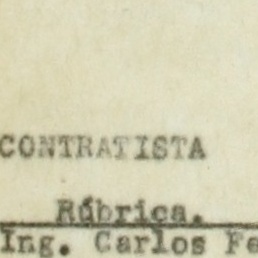 CONTRATISTA
Rúbrica.
Ing. Carlos Fe